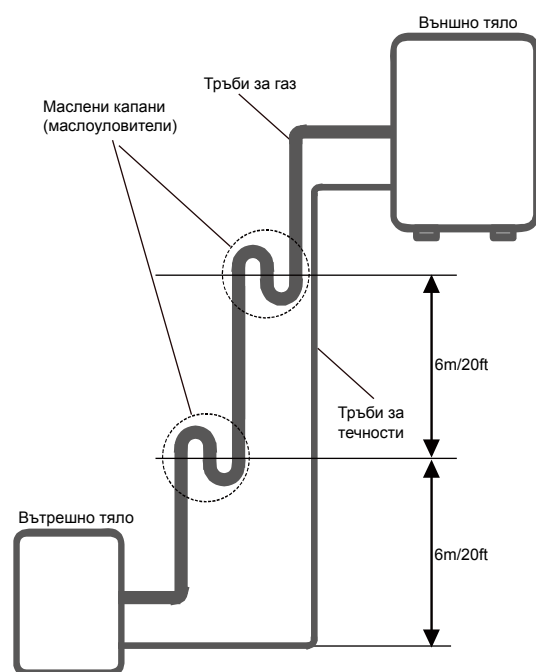 Външно тяло
Тръби за газ
Маслени капани
(маслоуловители)
6m/20ft
Тръби за
течности
Вътрешно тяло
6m/20ft